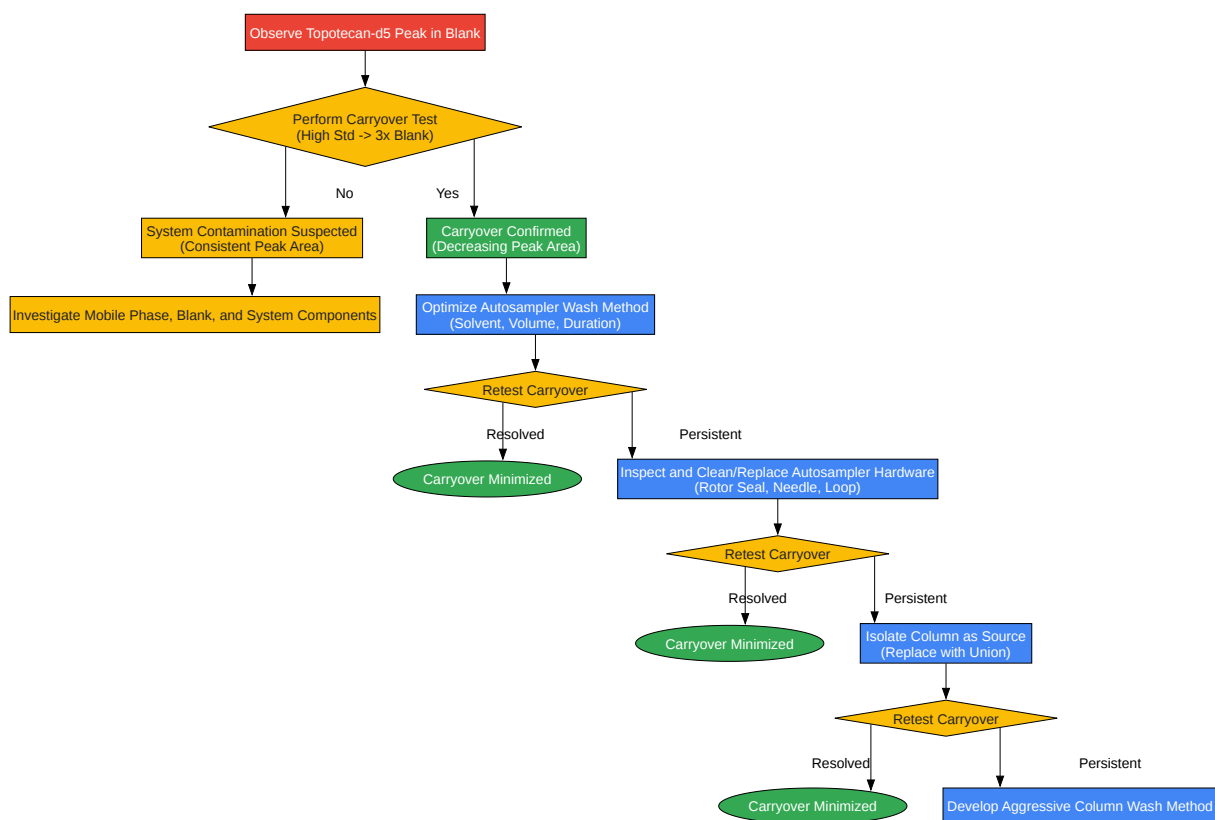 Observe Topotecan-d5 Peak in Blank
Perform Carryover Test
(High Std -> 3x Blank)
No
Yes
System Contamination Suspected
(Consistent Peak Area)
Carryover Confirmed
(Decreasing Peak Area)
Investigate Mobile Phase, Blank, and System Components
Optimize Autosampler Wash Method
(Solvent, Volume, Duration)
Retest Carryover
Resolved
Persistent
Carryover Minimized
Inspect and Clean/Replace Autosampler Hardware
(Rotor Seal, Needle, Loop)
Retest Carryover
Resolved
Persistent
Carryover Minimized
Isolate Column as Source
(Replace with Union)
Retest Carryover
Resolved
Persistent
Carryover Minimized
Develop Aggressive Column Wash Method